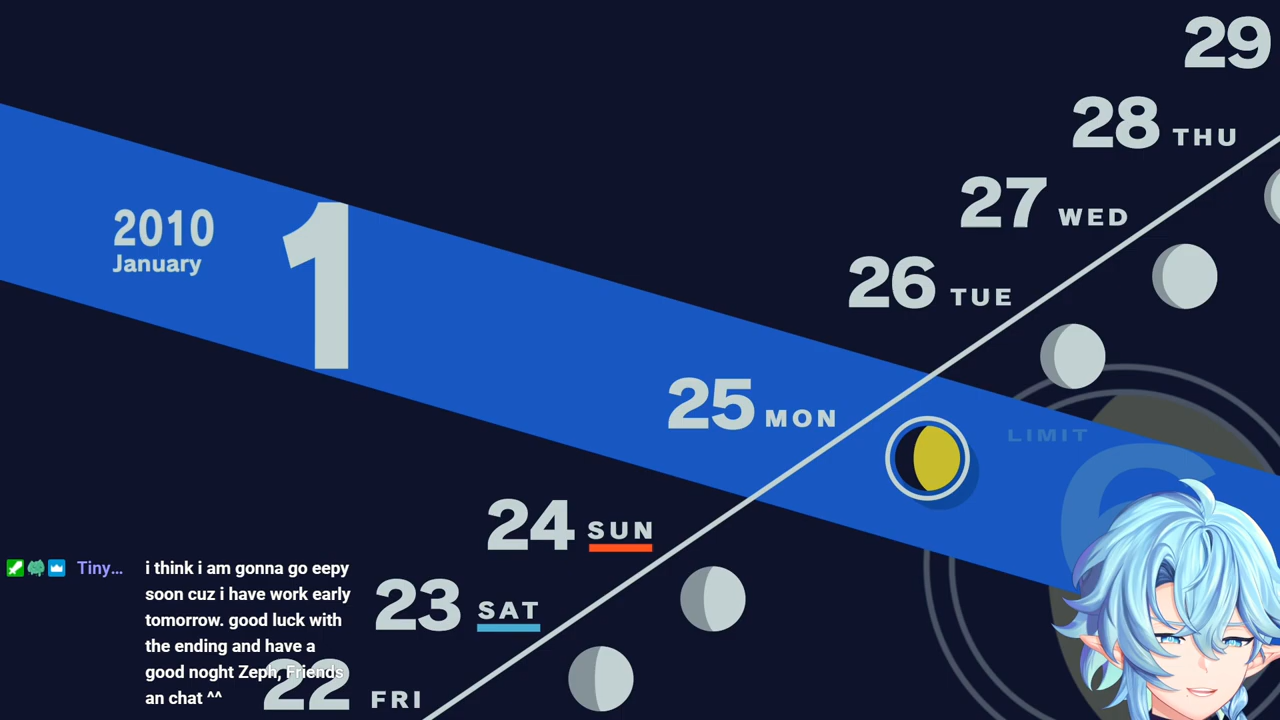 29
28 THU
27 WED
26 TUE
2010
January
1
25 MON
LIMIT
24 SUN
23 SAT
22 FRI
Tiny...
i think i am gonna go eepy
soon cuz i have work early
tomorrow. good luck with
the ending and have a
good noght Zeph, Friends
an chat ^^